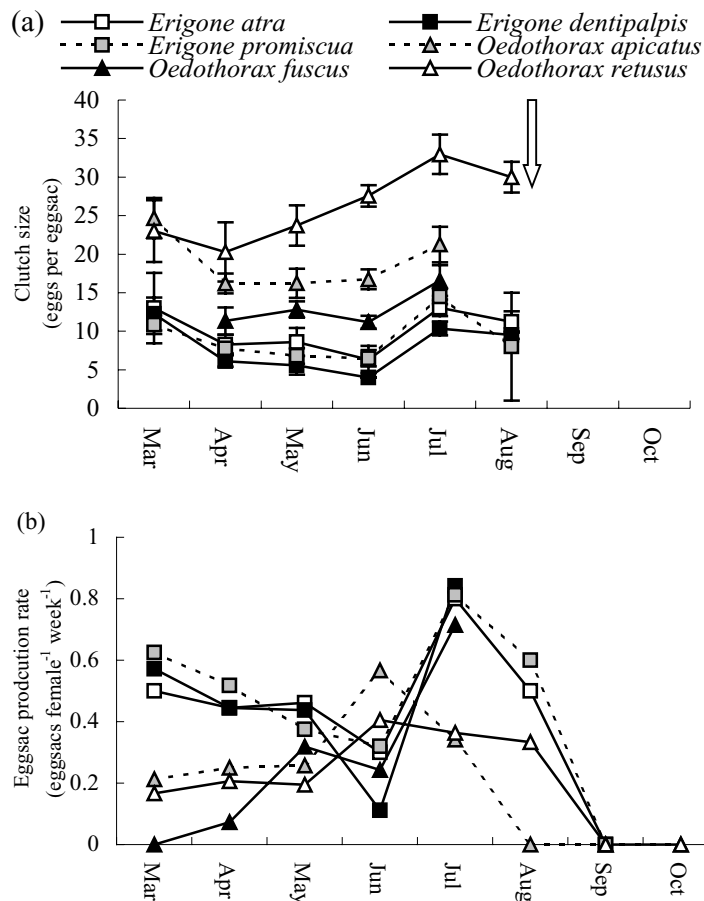 (a)
Erigone atra
Erigone dentipalpis
Erigone promiscua
Oedothorax apicatus
Oedothorax fuscus
Oedothorax retusus
Clutch size
(eggs per eggsac)
40
35
30
25
20
15
10
5
0
Mar
Apr
May
Jun
Jul
Aug
Sep
Oct
(b)
Eggsac prodcution rate
(eggsacs female⁻¹ week⁻¹)
1
0.8
0.6
0.4
0.2
0
Mar
Apr
May
Jun
Jul
Aug
Sep
Oct